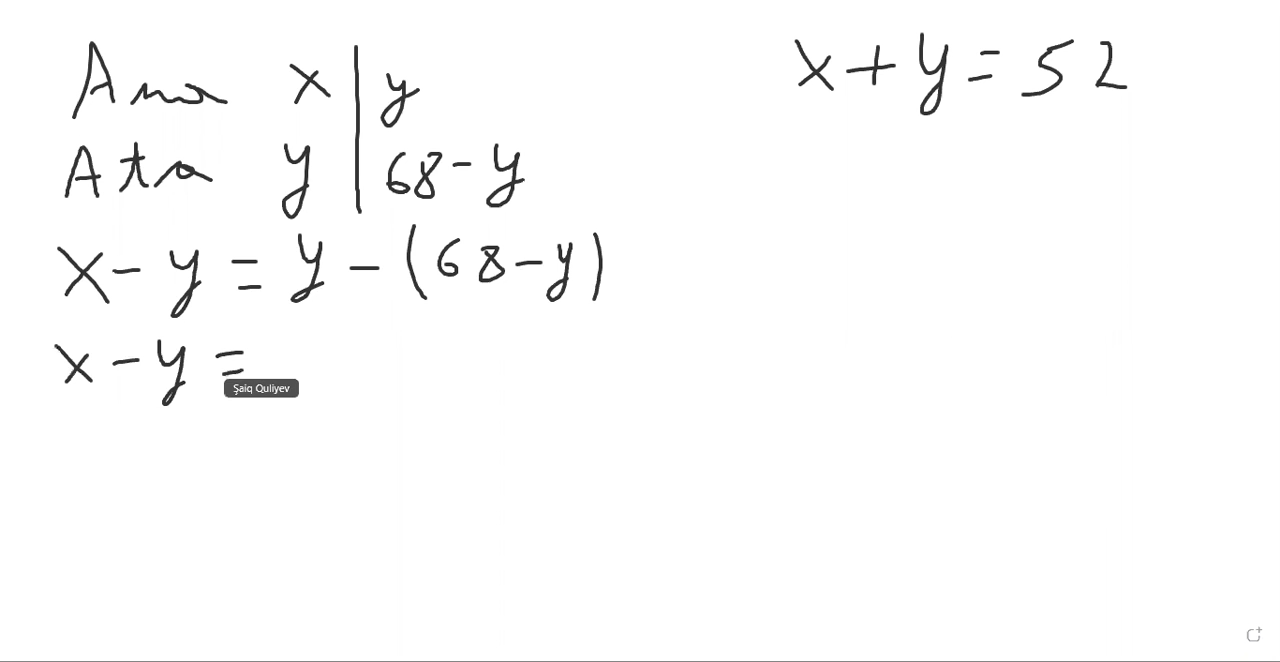 Ana x | y
Ata y | 68-y
x-y = y-(68-y)
x-y =
Şaiq Quliyev
x+y=52